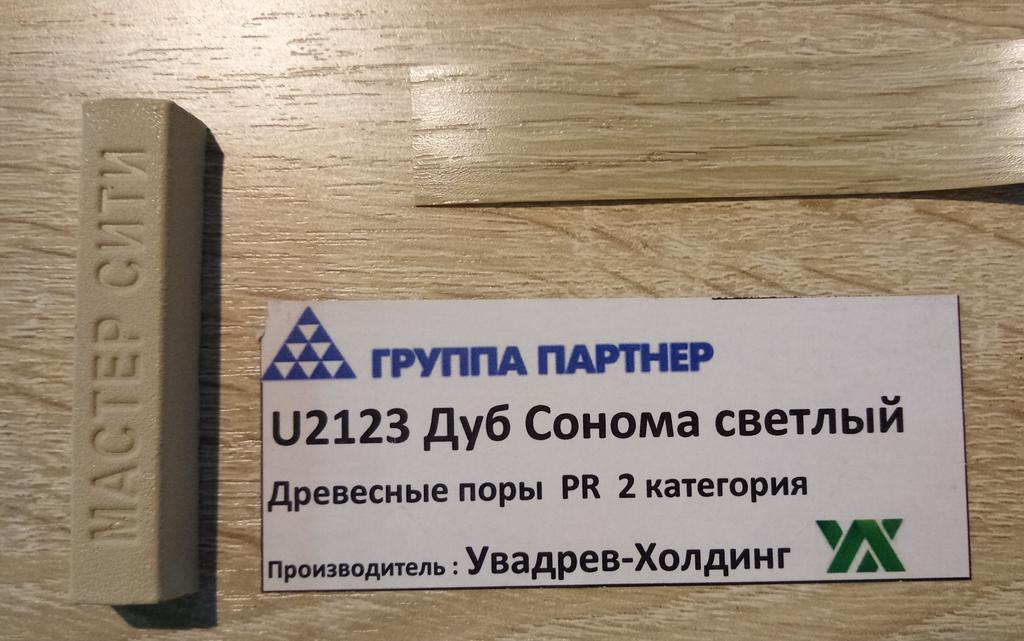 МАСТЕР СИТИ
ГРУППА ПАРТНЕР
U2123 Дуб Сонома светлый
Древесные поры PR 2 категория
Производитель : Увадрев-Холдинг